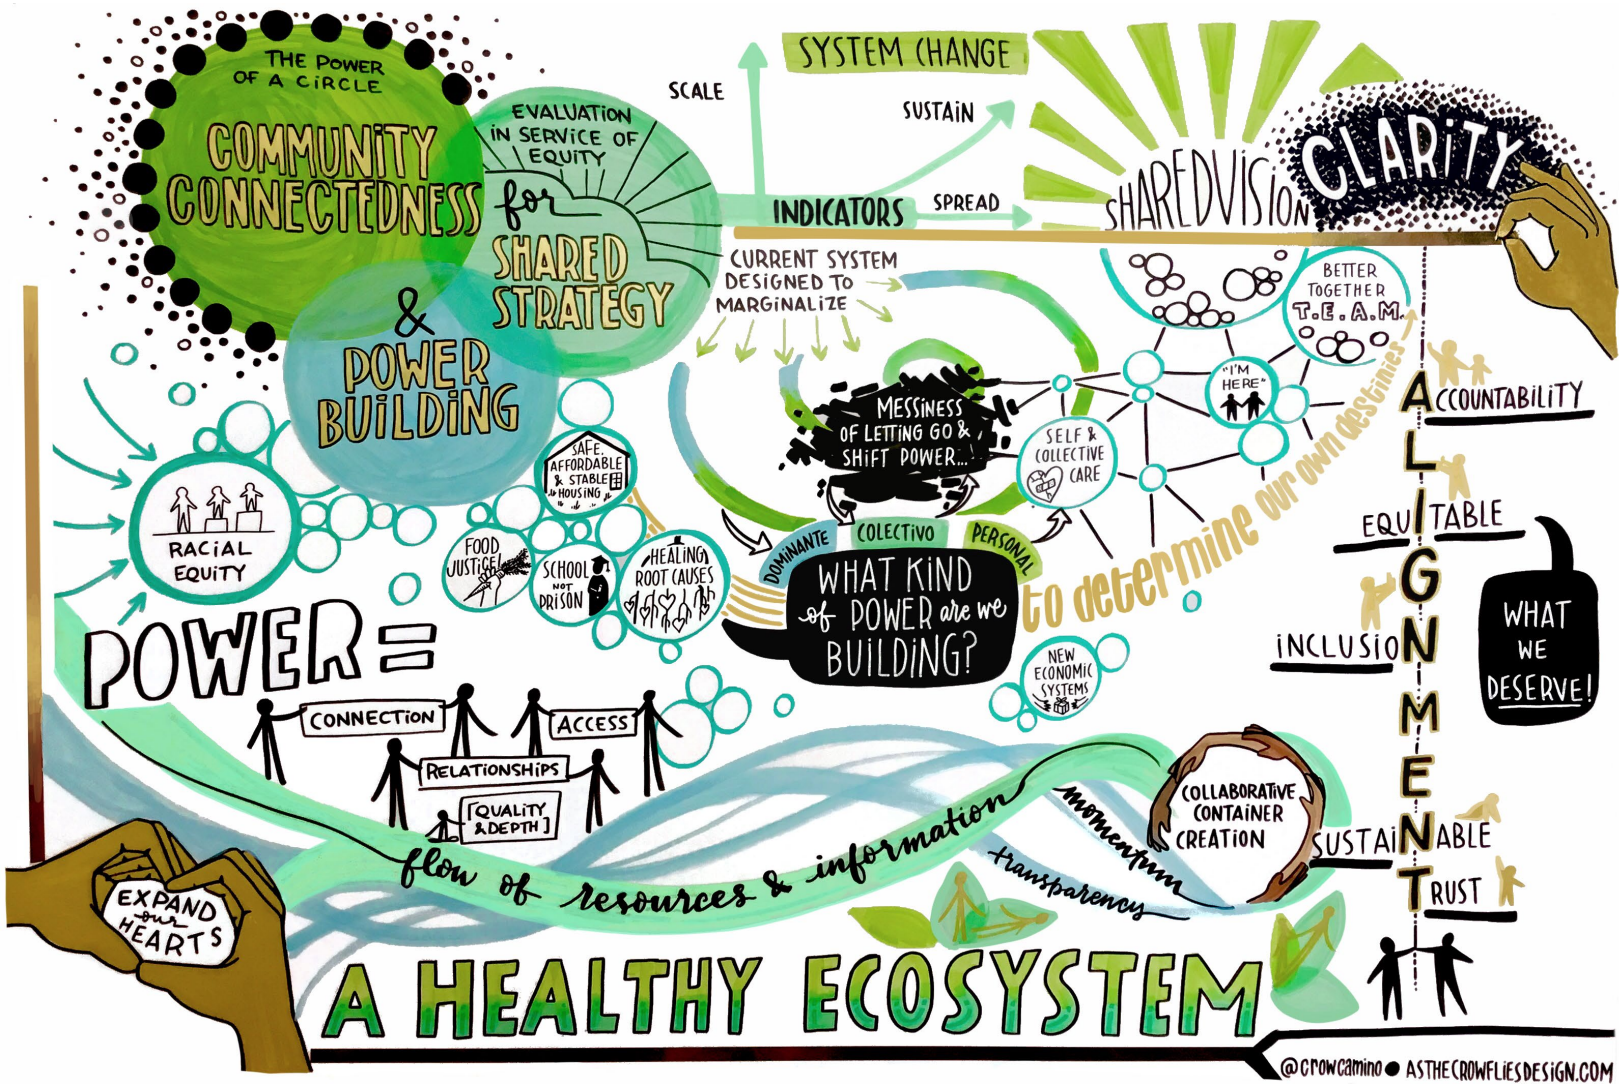 THE POWER
OF A CIRCLE
COMMUNITY
CONNECTEDNESS
EVALUATION
IN SERVICE OF
EQUITY
for
SHARED
STRATEGY
&
POWER
BUILDING
SYSTEM CHANGE
SCALE
SUSTAIN
INDICATORS
SPREAD
SHARED VISION
CLARITY
CURRENT SYSTEM
DESIGNED TO
MARGINALIZE
BETTER
TOGETHER
T.E.A.M.
"I'M
HERE"
MESSINESS
OF LETTING GO &
SHIFT POWER...
SELF &
COLLECTIVE
CARE
SAFE,
AFFORDABLE
& STABLE
HOUSING
FOOD
JUSTICE!
SCHOOL
NOT
PRISON
HEALING
ROOT CAUSES
RACIAL
EQUITY
DOMINANTE
COLECTIVO
PERSONAL
WHAT KIND
of POWER are we
BUILDING?
to determine our own destinies
NEW
ECONOMIC
SYSTEMS
ALIGNMENT
ACCOUNTABILITY
EQUITABLE
INCLUSION
SUSTAINABLE
TRUST
WHAT
WE
DESERVE!
POWER =
CONNECTION
ACCESS
RELATIONSHIPS
[QUALITY
& DEPTH]
flow of resources & information
momentum
transparency
COLLABORATIVE
CONTAINER
CREATION
EXPAND
our
HEARTS
A HEALTHY ECOSYSTEM
@crowcamino ● ASTHECROWFLIESDESIGN.COM